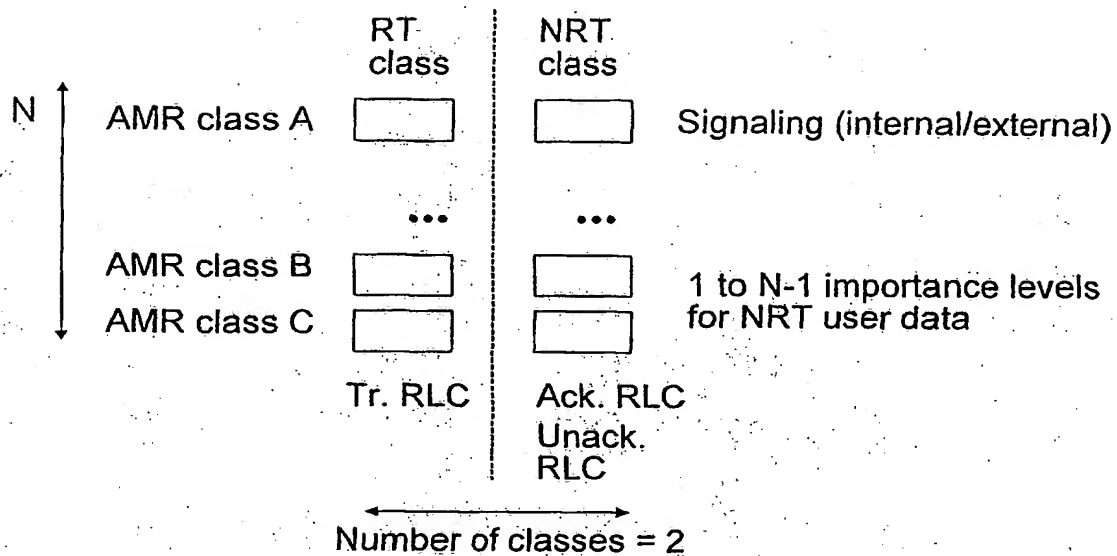 RT
class
NRT
class
N
AMR class A
Signaling (internal/external)
...
...
AMR class B
AMR class C
1 to N-1 importance levels
for NRT user data
Tr. RLC
Ack. RLC
Unack.
RLC
Number of classes = 2